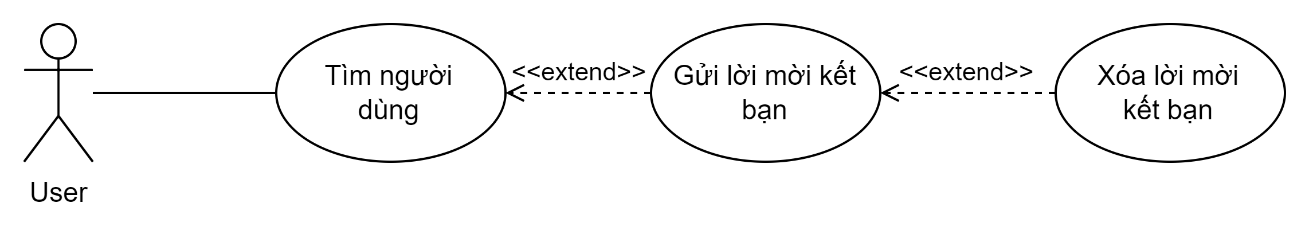 User
Tìm người
dùng
<<extend>>
Gửi lời mời kết
bạn
<<extend>>
Xóa lời mời
kết bạn